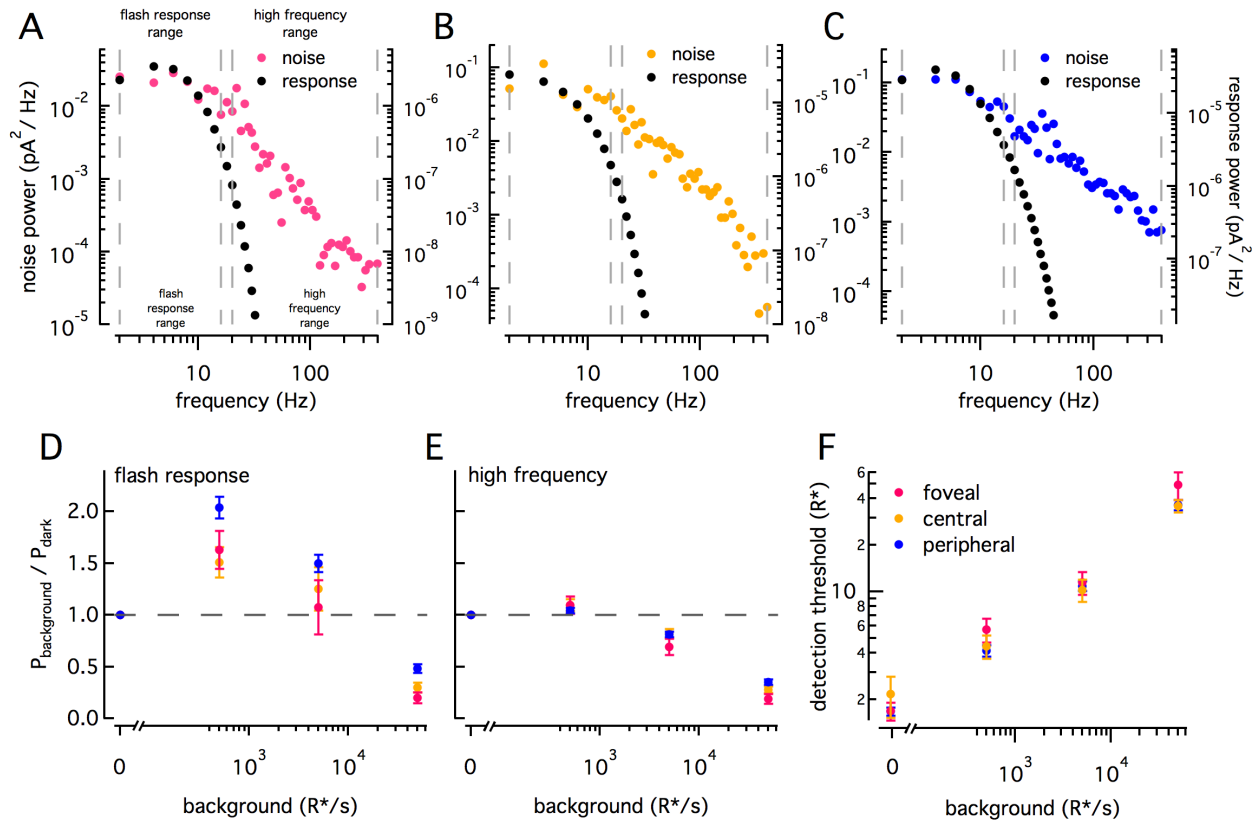 A
flash response
range
high frequency
range
noise
response
noise power (pA2 / Hz)
10-2
10-3
10-4
10-5
10-6
10-7
10-8
10-9
flash
response
range
high
frequency
range
10
100
frequency (Hz)
B
noise
response
10-1
10-2
10-3
10-4
10-5
10-6
10-7
10-8
10
100
frequency (Hz)
C
noise
response
10-1
10-2
10-3
10-4
10-5
10-6
10-7
response power (pA2/ Hz)
10
100
frequency (Hz)
D
flash response
Pbackground / Pdark
2.0
1.5
1.0
0.5
0.0
0
103
104
background (R*/s)
E
high frequency
0
103
104
background (R*/s)
F
foveal
central
peripheral
detection threshold (R*)
6
4
2
10
8
6
4
2
0
103
104
background (R*/s)